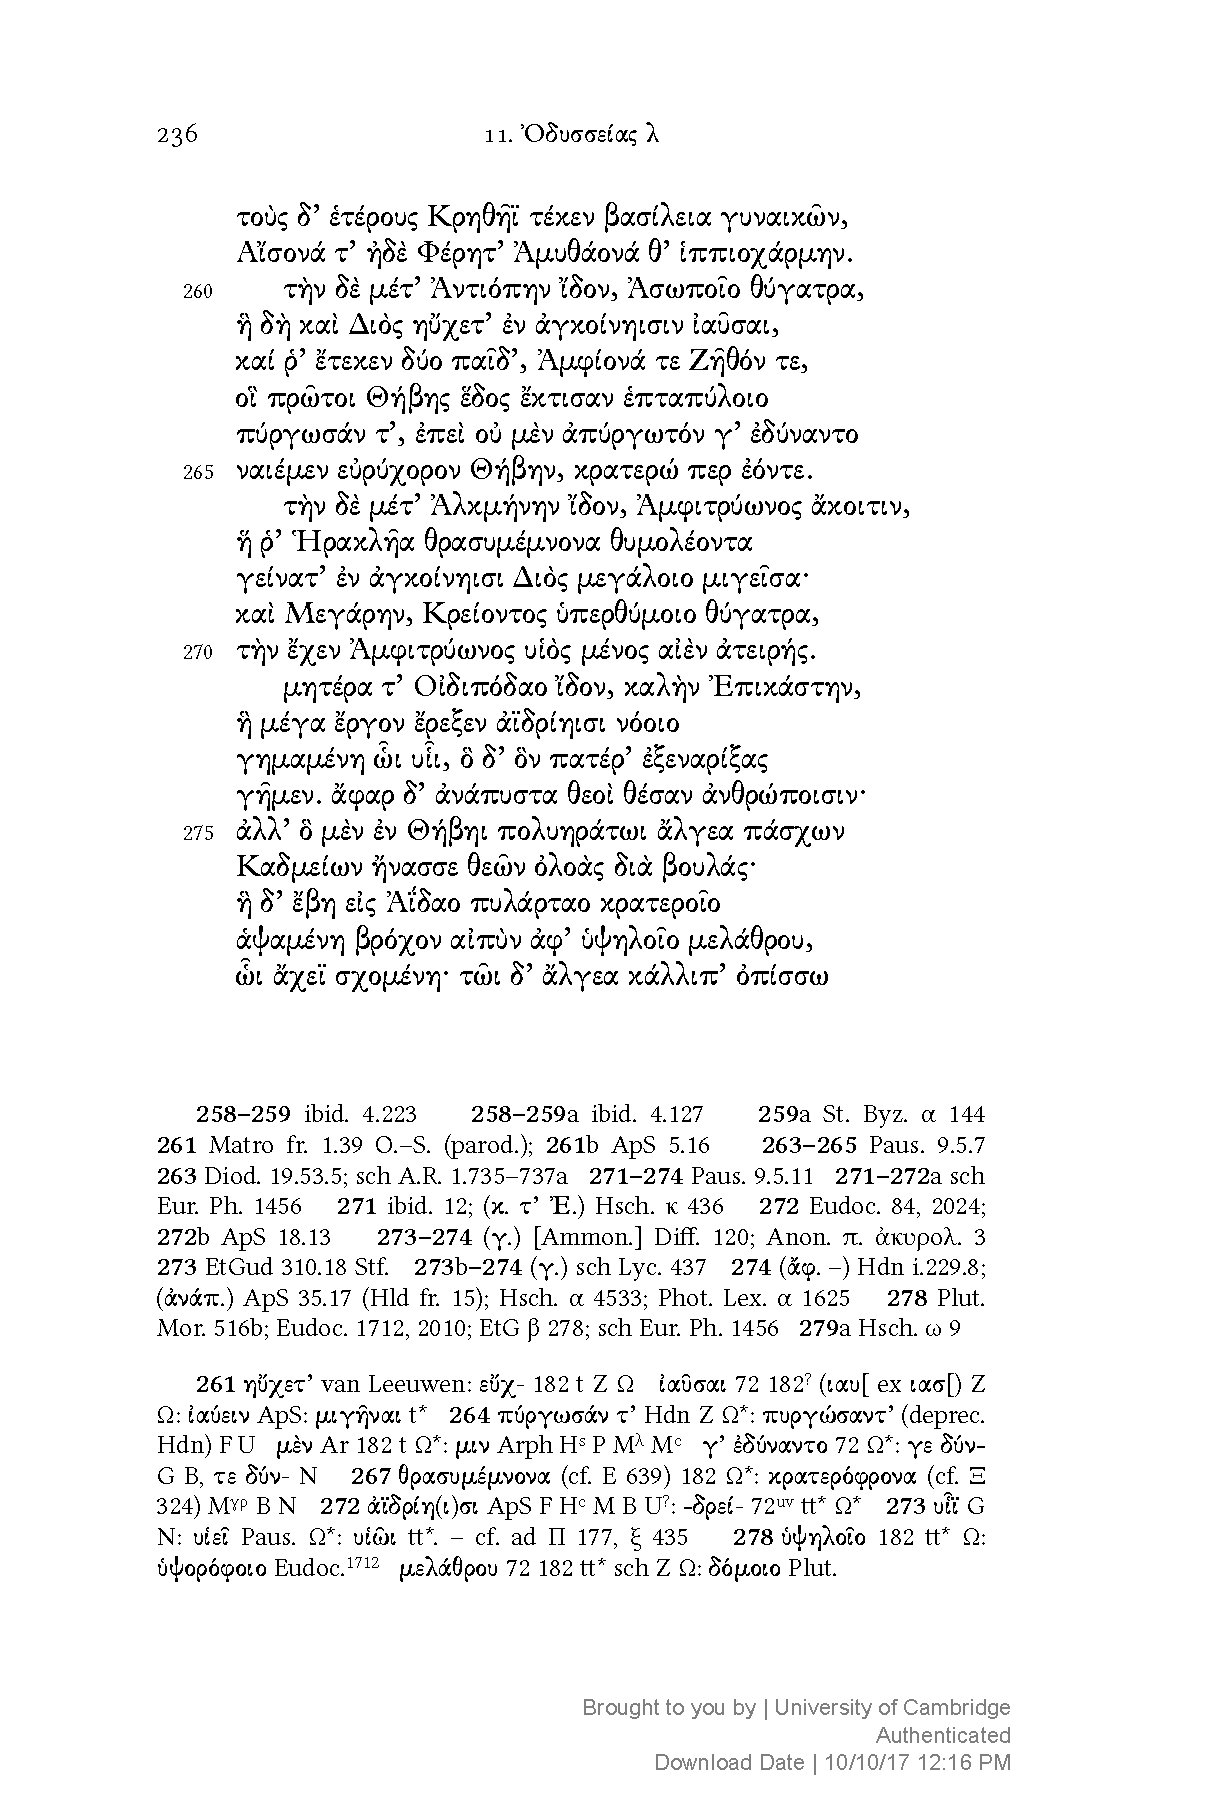 236 11. Ὀδυσσείας λ
τοὺς δ’ ἑτέρους Κρηθῆϊ τέκεν βασίλεια γυναικῶν,
Αἴσονά τ’ ἠδὲ Φέρητ’ Ἀμυθάονά θ’ ἱππιοχάρμην.
260 τὴν δὲ μέτ’ Ἀντιόπην ἴδον, Ἀσωποῖο θύγατρα,
ἣ δὴ καὶ Διὸς ηὔχετ’ ἐν ἀγκοίνηισιν ἰαῦσαι,
καί ῥ’ ἔτεκεν δύο παῖδ’, Ἀμφίονά τε Ζῆθόν τε,
οἳ πρῶτοι Θήβης ἕδος ἔκτισαν ἑπταπύλοιο
πύργωσάν τ’, ἐπεὶ οὐ μὲν ἀπύργωτόν γ’ ἐδύναντο
265 ναιέμεν εὐρύχορον Θήβην, κρατερώ περ ἐόντε.
τὴν δὲ μέτ’ Ἀλκμήνην ἴδον, Ἀμφιτρύωνος ἄκοιτιν,
ἥ ῥ’ Ἡρακλῆα θρασυμέμνονα θυμολέοντα
γείνατ’ ἐν ἀγκοίνηισι Διὸς μεγάλοιο μιγεῖσα·
καὶ Μεγάρην, Κρείοντος ὑπερθύμοιο θύγατρα,
270 τὴν ἔχεν Ἀμφιτρύωνος υἱὸς μένος αἰὲν ἀτειρής.
μητέρα τ’ Οἰδιπόδαο ἴδον, καλὴν Ἐπικάστην,
ἣ μέγα ἔργον ἔρεξεν ἀϊδρίηισι νόοιο
γημαμένη ὧι υἷι, ὃ δ’ ὃν πατέρ’ ἐξεναρίξας
γῆμεν. ἄφαρ δ’ ἀνάπυστα θεοὶ θέσαν ἀνθρώποισιν·
275 ἀλλ’ ὃ μὲν ἐν Θήβηι πολυηράτωι ἄλγεα πάσχων
Καδμείων ἤνασσε θεῶν ὀλοὰς διὰ βουλάς·
ἣ δ’ ἔβη εἰς Ἀΐδαο πυλάρταο κρατεροῖο
ἁψαμένη βρόχον αἰπὺν ἀφ’ ὑψηλοῖο μελάθρου,
ὧι ἄχεϊ σχομένη· τῶι δ’ ἄλγεα κάλλιπ’ ὀπίσσω
258–259 ibid. 4.223 258–259a ibid. 4.127 259a St. Byz. α 144
261 Matro fr. 1.39 O.–S. (parod.); 261b ApS 5.16 263–265 Paus. 9.5.7
263 Diod. 19.53.5; sch A.R. 1.735–737a 271–274 Paus. 9.5.11 271–272a sch
Eur. Ph. 1456 271 ibid. 12; (κ. τ’ Ἐ.) Hsch. κ 436 272 Eudoc. 84, 2024;
272b ApS 18.13 273–274 (γ.) [Ammon.] Diff. 120; Anon. π. ἀκυρολ. 3
273 EtGud 310.18 Stf. 273b–274 (γ.) sch Lyc. 437 274 (ἄφ. –) Hdn i.229.8;
(ἀνάπ.) ApS 35.17 (Hld fr. 15); Hsch. α 4533; Phot. Lex. α 1625 278 Plut.
Mor. 516b; Eudoc. 1712, 2010; EtG β 278; sch Eur. Ph. 1456 279a Hsch. ω 9
261 ηὔχετ’ van Leeuwen: εὔχ- 182 t Z Ω ἰαῦσαι 72 182? (ιαυ[ ex ιασ[) Z
Ω: ἰαύειν ApS: μιγῆναι t* 264 πύργωσάν τ’ Hdn Z Ω*: πυργώσαντ’ (deprec.
Hdn) F U μὲν Ar 182 t Ω*: μιν Arph Hˢ P Mλ Mᶜ γ’ ἐδύναντο 72 Ω*: γε δύν-
G B, τε δύν- N 267 θρασυμέμνονα (cf. Ε 639) 182 Ω*: κρατερόφρονα (cf. Ξ
324) Mγρ B N 272 ἀϊδρίη(ι)σι ApS F Hᶜ M B U?: -δρεί- 72ᵘᵛ tt* Ω* 273 υἷϊ G
N: υἱεῖ Paus. Ω*: υἱῶι tt*. – cf. ad Π 177, ξ 435 278 ὑψηλοῖο 182 tt* Ω:
ὑψορόφοιο Eudoc.¹⁷¹² μελάθρου 72 182 tt* sch Z Ω: δόμοιο Plut.
Brought to you by | University of Cambridge
Authenticated
Download Date | 10/10/17 12:16 PM